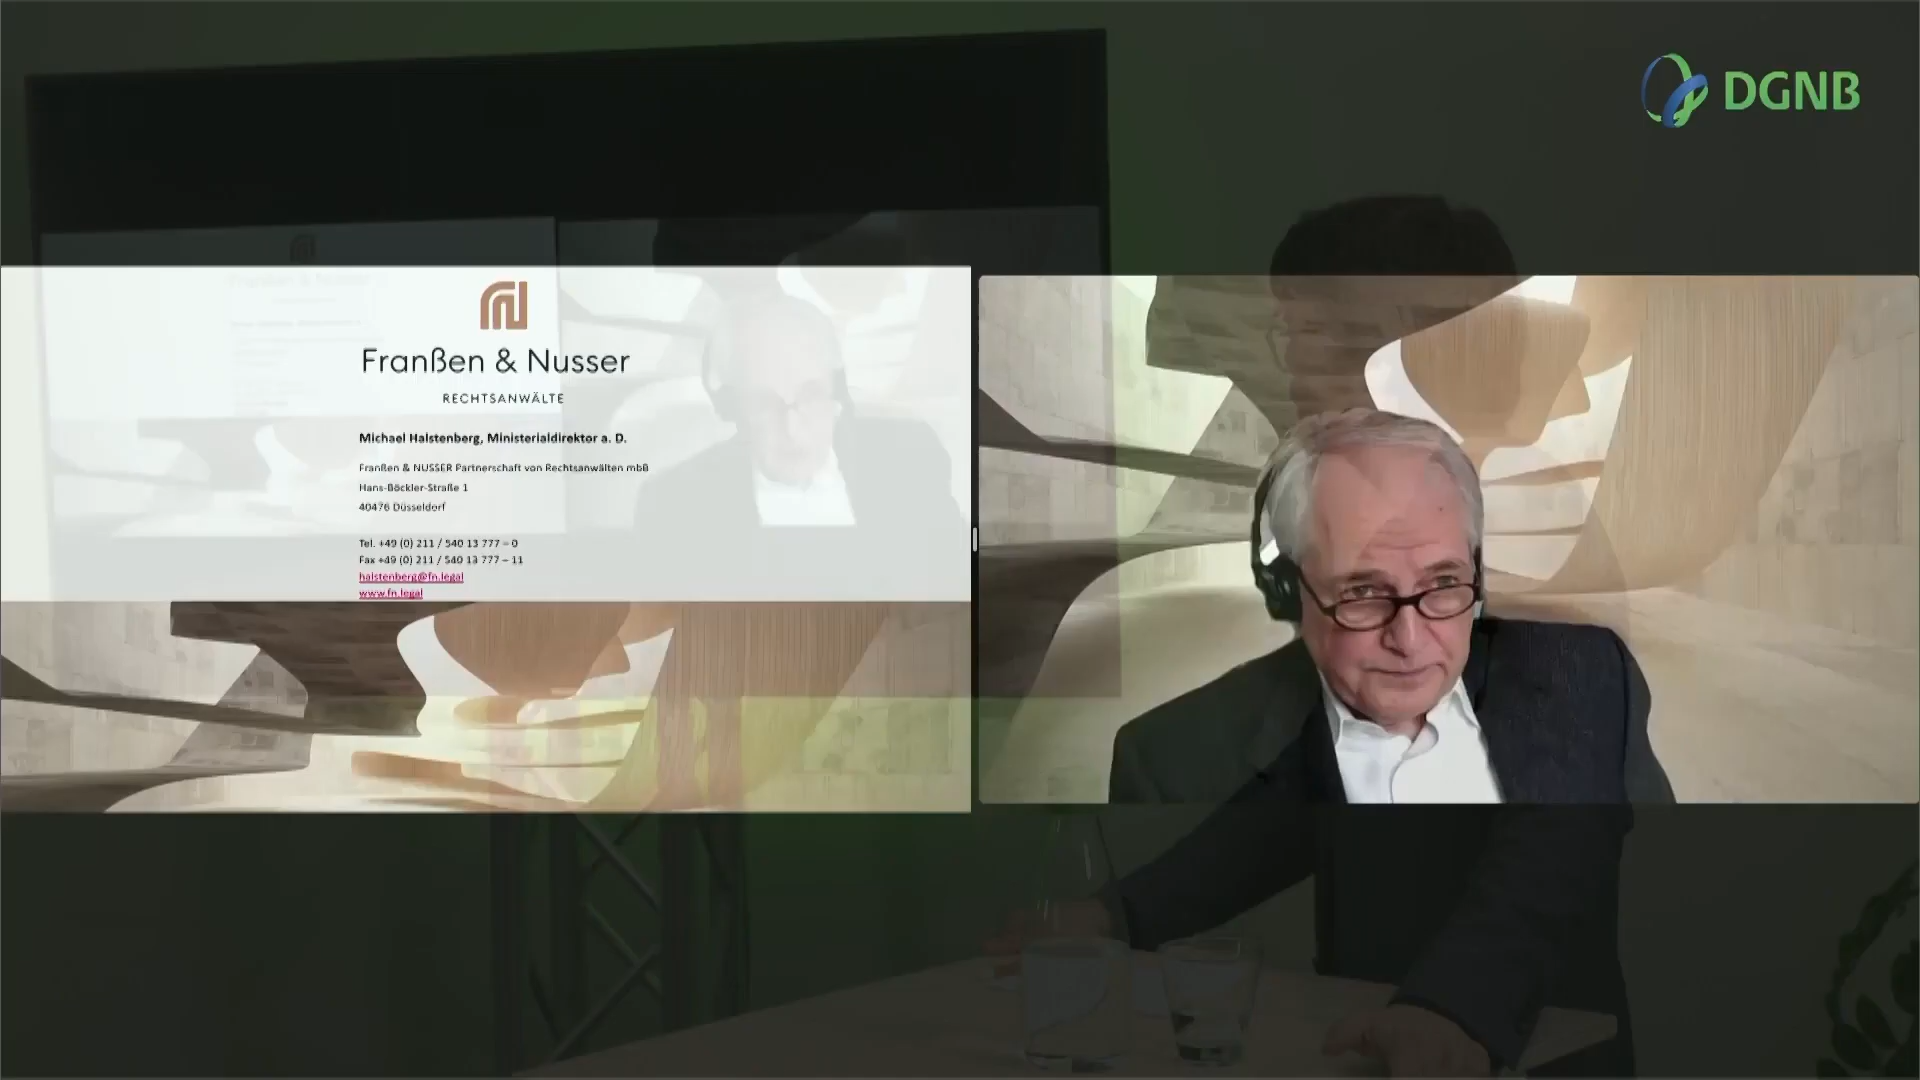 DGNB
Franßen & Nusser
RECHTSANWÄLTE
Michael Halstenberg, Ministerialdirektor a. D.
Franßen & NUSSER Partnerschaft von Rechtsanwälten mbB
Hans-Böckler-Straße 1
40476 Düsseldorf
Tel. +49 (0) 211 / 540 13 777 – 0
Fax +49 (0) 211 / 540 13 777 – 11
halstenberg@fn.legal
www.fn.legal